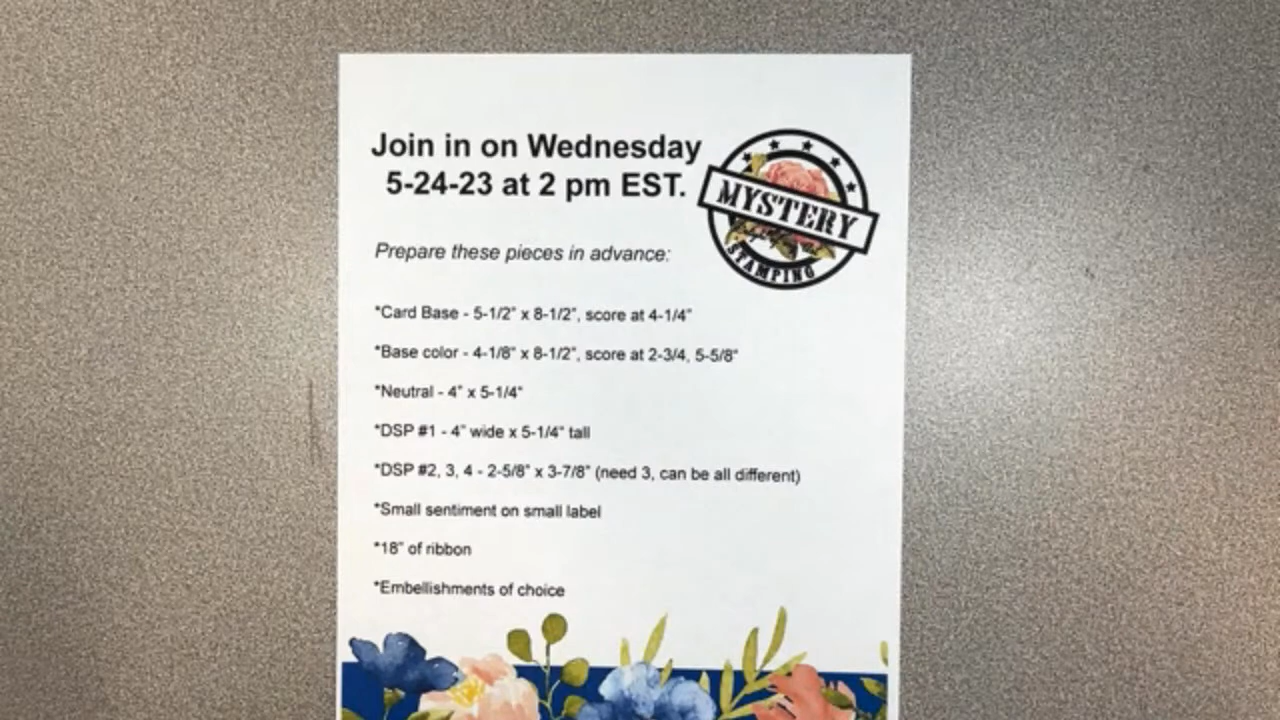 Join in on Wednesday
5-24-23 at 2 pm EST.
MYSTERY
STAMPING
Prepare these pieces in advance:
*Card Base - 5-1/2" x 8-1/2", score at 4-1/4"
*Base color - 4-1/8" x 8-1/2", score at 2-3/4, 5-5/8"
*Neutral - 4" x 5-1/4"
*DSP #1 - 4" wide x 5-1/4" tall
*DSP #2, 3, 4 - 2-5/8" x 3-7/8" (need 3, can be all different)
*Small sentiment on small label
*18" of ribbon
*Embellishments of choice